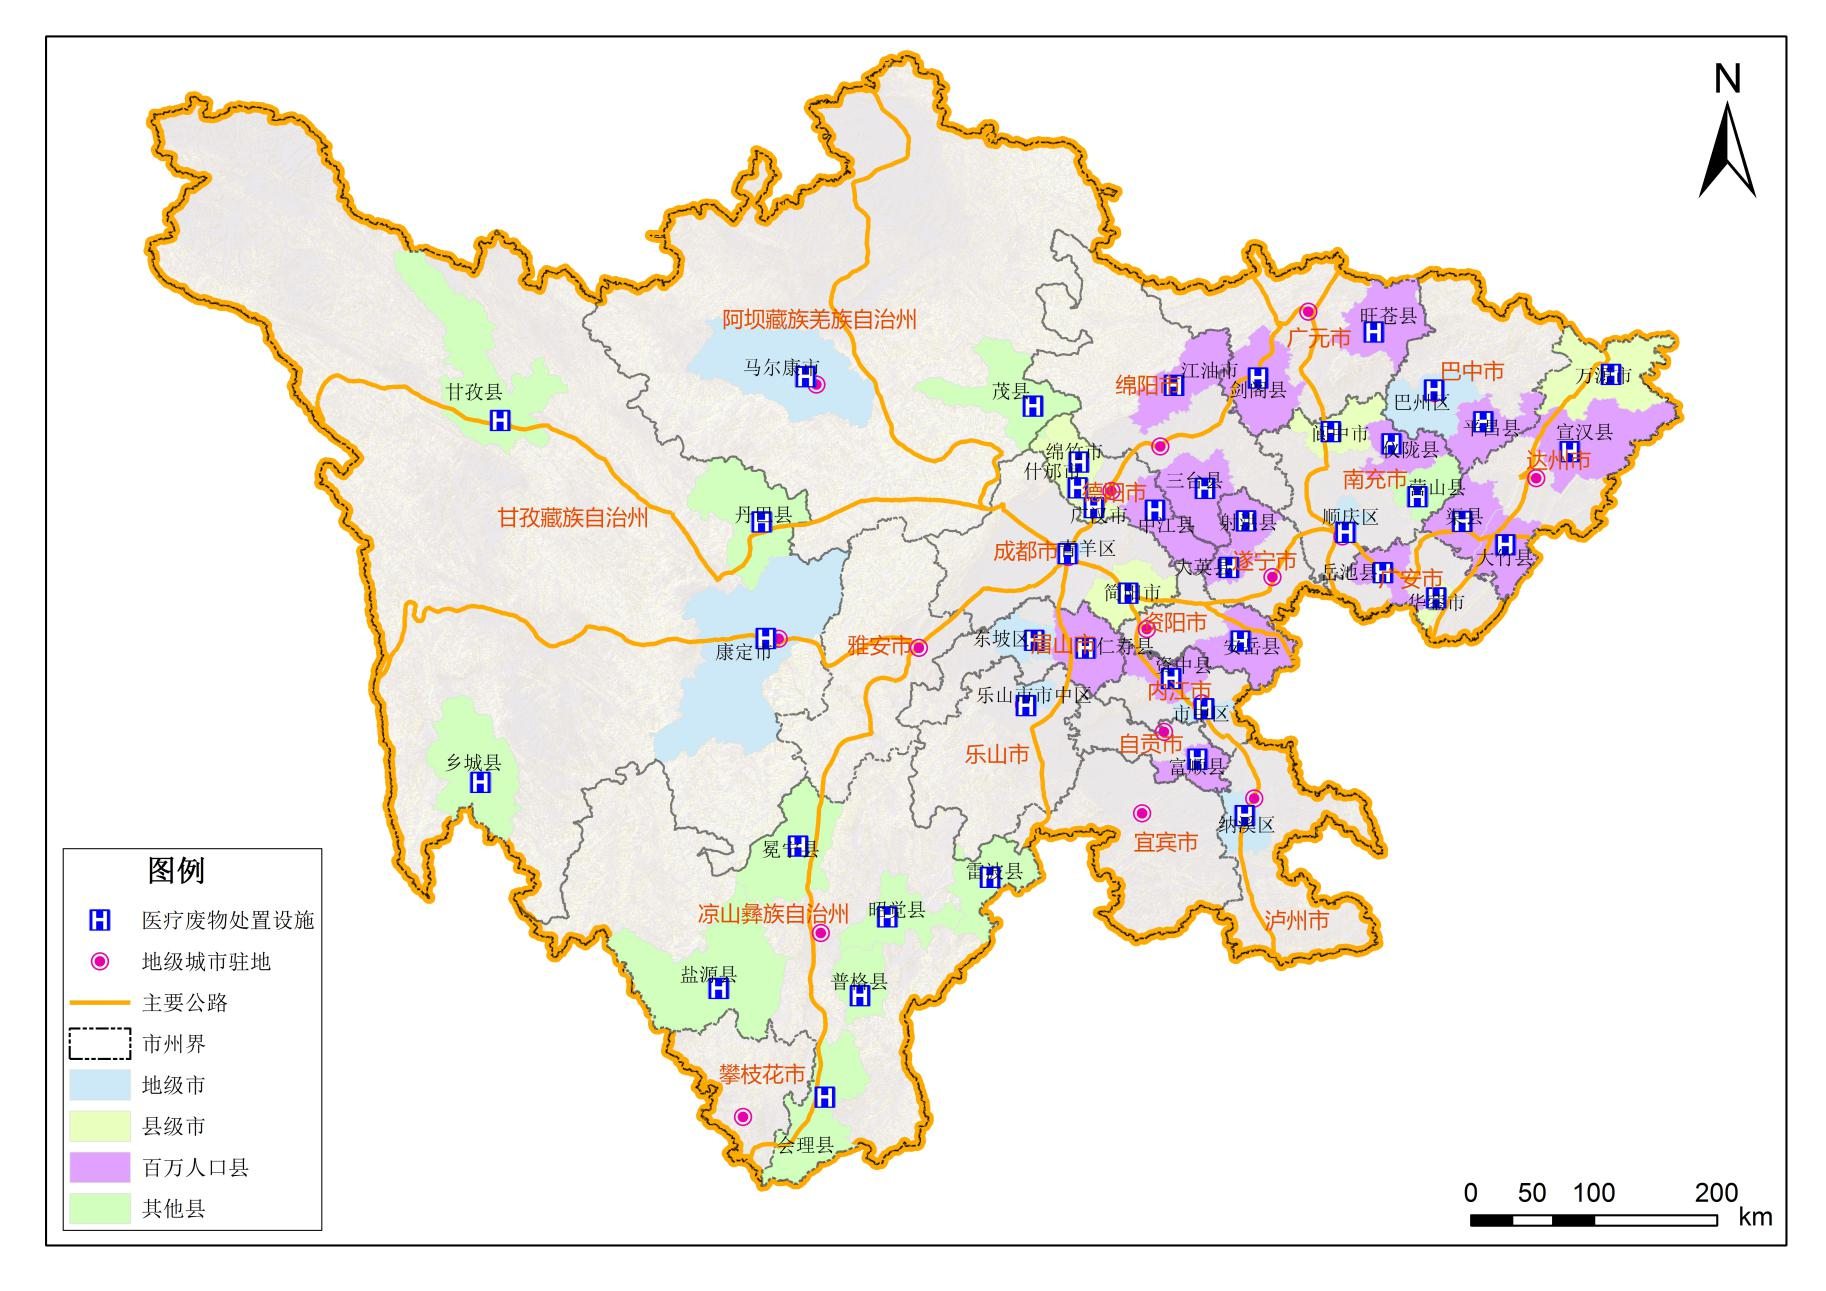 N
旺苍县
阿坝藏族羌族自治州
广元市
马尔康市
江油市
绵阳市
剑阁县
巴中市
万源市
甘孜县
茂县
巴州区
平昌县
阆中市
宣汉县
绵竹市
仪陇县
什邡市
达州市
三台县
南充市
营山县
德阳市
丹巴县
甘孜藏族自治州
广汉市
中江县
射洪县
顺庆区
渠县
成都市
青羊区
大英县
遂宁市
大竹县
岳池县
广安市
简阳市
华蓥市
资阳市
东坡区
眉山市
仁寿县
安岳县
雅安市
康定市
资中县
内江市
乐山市市中区
市中区
自贡市
乐山市
富顺县
乡城县
纳溪区
宜宾市
冕宁县
雷波县
昭觉县
凉山彝族自治州
泸州市
盐源县
普格县
攀枝花市
会理县
图例
医疗废物处置设施
地级城市驻地
主要公路
市州界
地级市
县级市
百万人口县
其他县
0 50 100 200
km